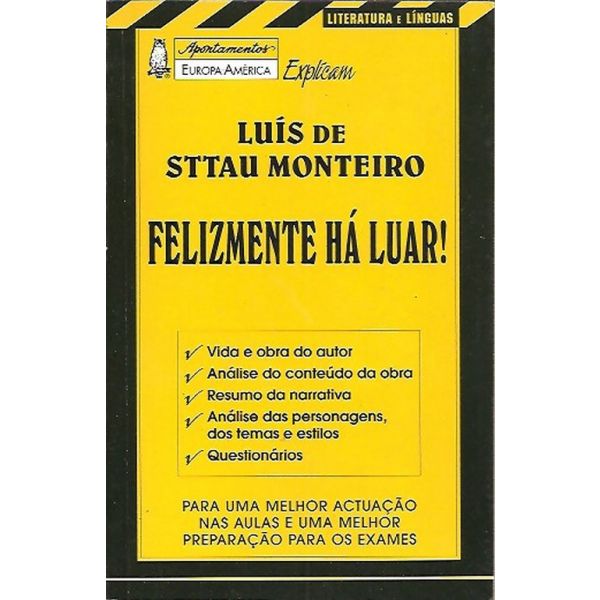 LITERATURA E LÍNGUAS
Apontamentos
EUROPA AMÉRICA
Explicam
LUÍS DE
STTAU MONTEIRO
FELIZMENTE HÁ LUAR!
Vida e obra do autor
Análise do conteúdo da obra
Resumo da narrativa
Análise das personagens,
dos temas e estilos
Questionários
PARA UMA MELHOR ACTUAÇÃO
NAS AULAS E UMA MELHOR
PREPARAÇÃO PARA OS EXAMES